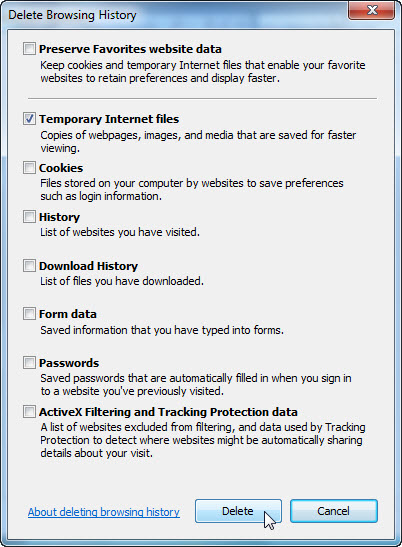 Delete Browsing History
Preserve Favorites website data
Keep cookies and temporary Internet files that enable your favorite
websites to retain preferences and display faster.
Temporary Internet files
Copies of webpages, images, and media that are saved for faster
viewing.
Cookies
Files stored on your computer by websites to save preferences
such as login information.
History
List of websites you have visited.
Download History
List of files you have downloaded.
Form data
Saved information that you have typed into forms.
Passwords
Saved passwords that are automatically filled in when you sign in
to a website you've previously visited.
ActiveX Filtering and Tracking Protection data
A list of websites excluded from filtering, and data used by Tracking
Protection to detect where websites might be automatically sharing
details about your visit.
About deleting browsing history Delete Cancel